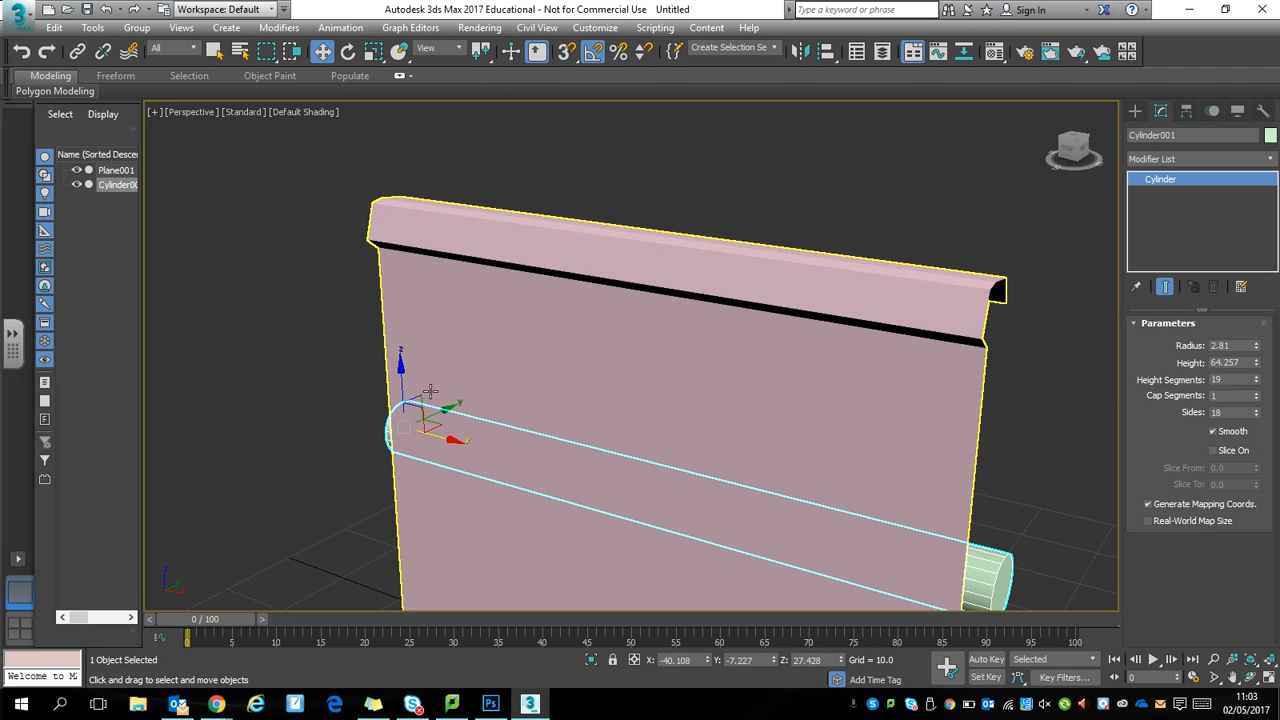 3 MAX Workspace: Default Autodesk 3ds Max 2017 Educational - Not for Commercial Use Untitled Type a keyword or phrase Sign In
Edit Tools Group Views Create Modifiers Animation Graph Editors Rendering Civil View Customize Scripting Content Help
All View Create Selection Se
Modeling Freeform Selection Object Paint Populate
Polygon Modeling
Select Display
[+] [Perspective] [Standard] [Default Shading]
Name (Sorted Descer
Plane001
Cylinder00
Cylinder001
Modifier List
Cylinder
Parameters
Radius: 2.81
Height: 64.257
Height Segments: 19
Cap Segments: 1
Sides: 18
Smooth
Slice On
Slice From: 0.0
Slice To: 0.0
Generate Mapping Coords.
Real-World Map Size
z
y
x
0 / 100
0 5 10 15 20 25 30 35 40 45 50 55 60 65 70 75 80 85 90 95 100
1 Object Selected X: -40.108 Y: -7.227 Z: 27.428 Grid = 10.0 Auto Key Selected
Welcome to M Click and drag to select and move objects Add Time Tag Set Key Key Filters... 0
11:03
02/05/2017